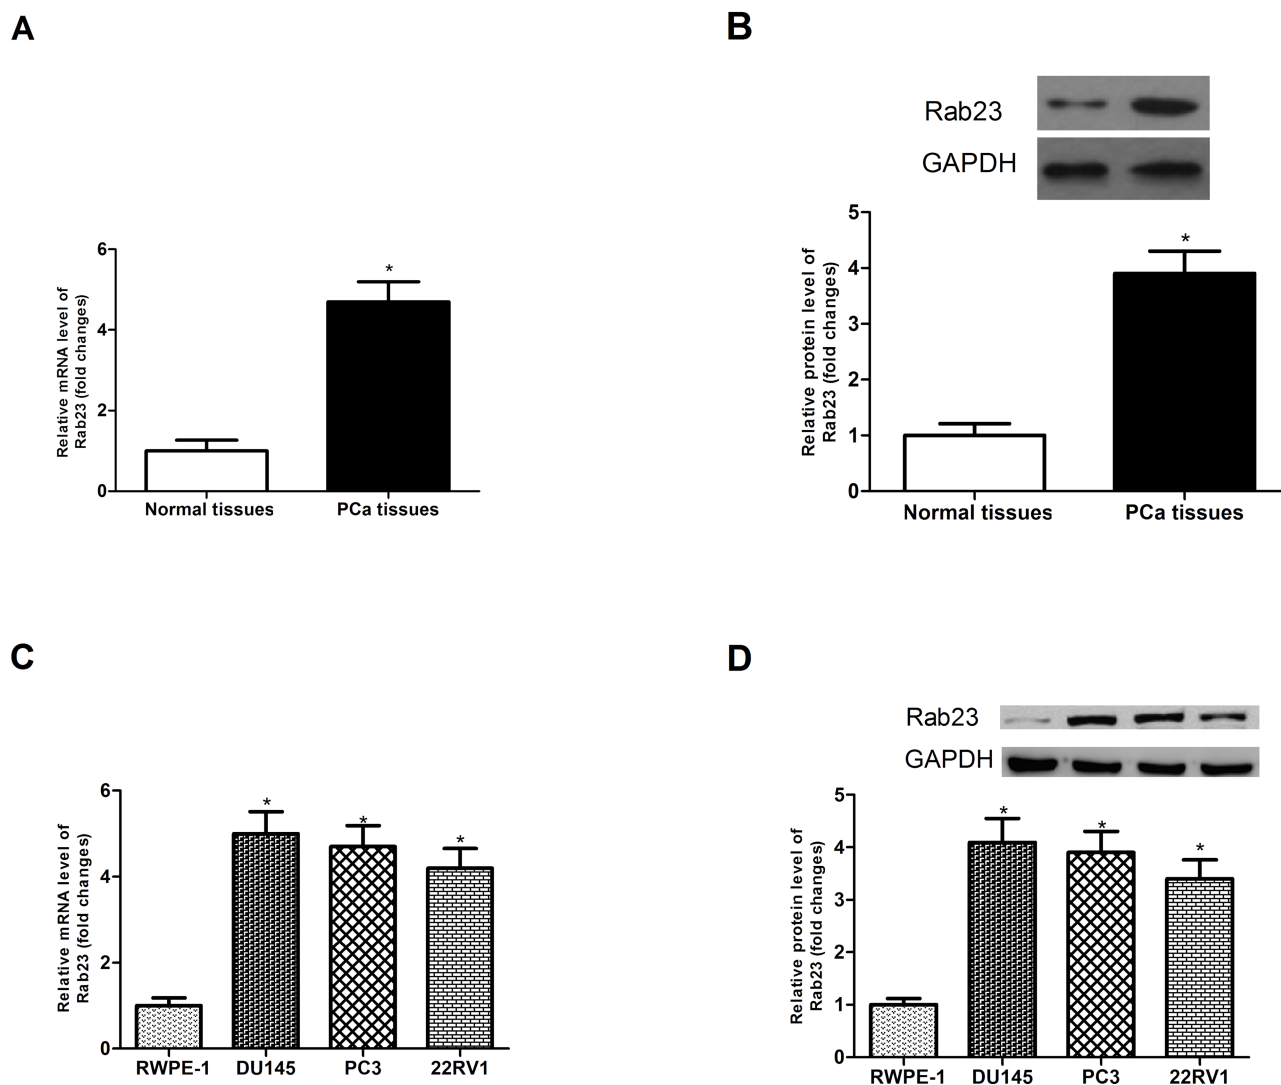 A
Relative mRNA level of
Rab23 (fold changes)
6
4
2
0
*
Normal tissues
PCa tissues
B
Rab23
GAPDH
Relative protein level of
Rab23 (fold changes)
5
4
3
2
1
0
*
Normal tissues
PCa tissues
C
Relative mRNA level of
Rab23 (fold changes)
6
4
2
0
*
*
*
RWPE-1
DU145
PC3
22RV1
D
Rab23
GAPDH
Relative protein level of
Rab23 (fold changes)
5
4
3
2
1
0
*
*
*
RWPE-1
DU145
PC3
22RV1